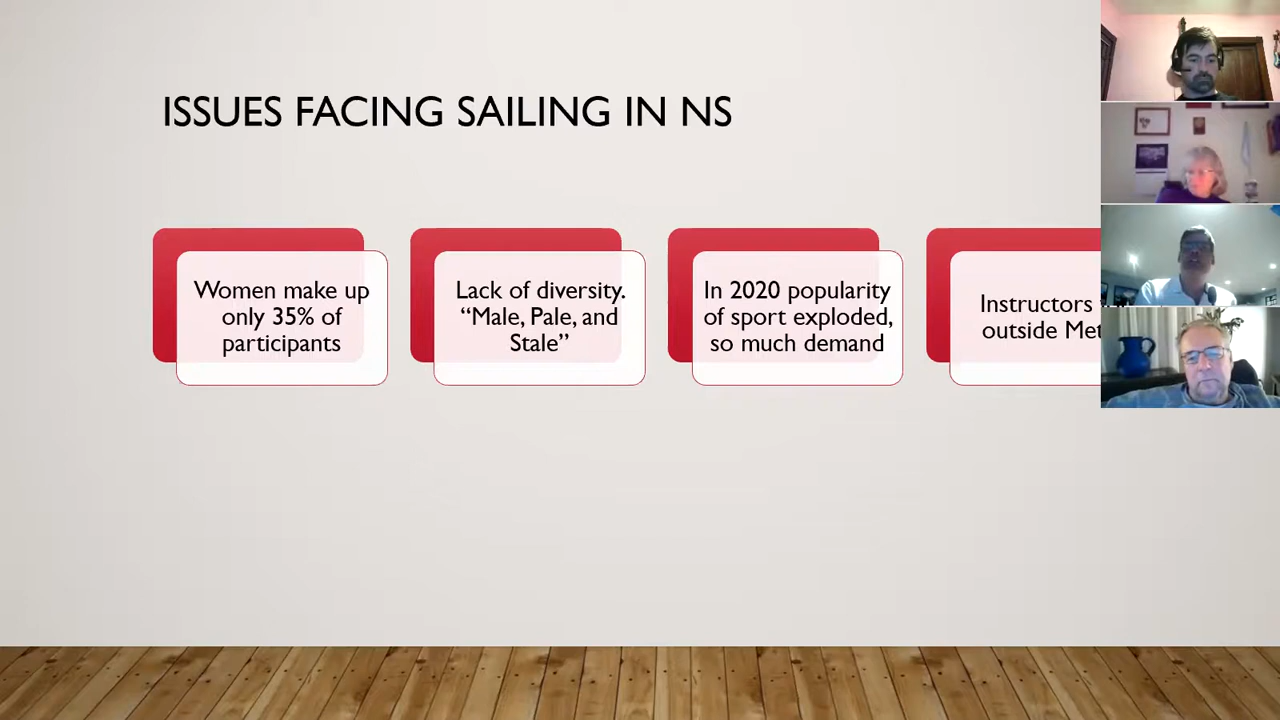 ISSUES FACING SAILING IN NS
Women make up
only 35% of
participants
Lack of diversity.
“Male, Pale, and
Stale”
In 2020 popularity
of sport exploded,
so much demand
Instructors
outside